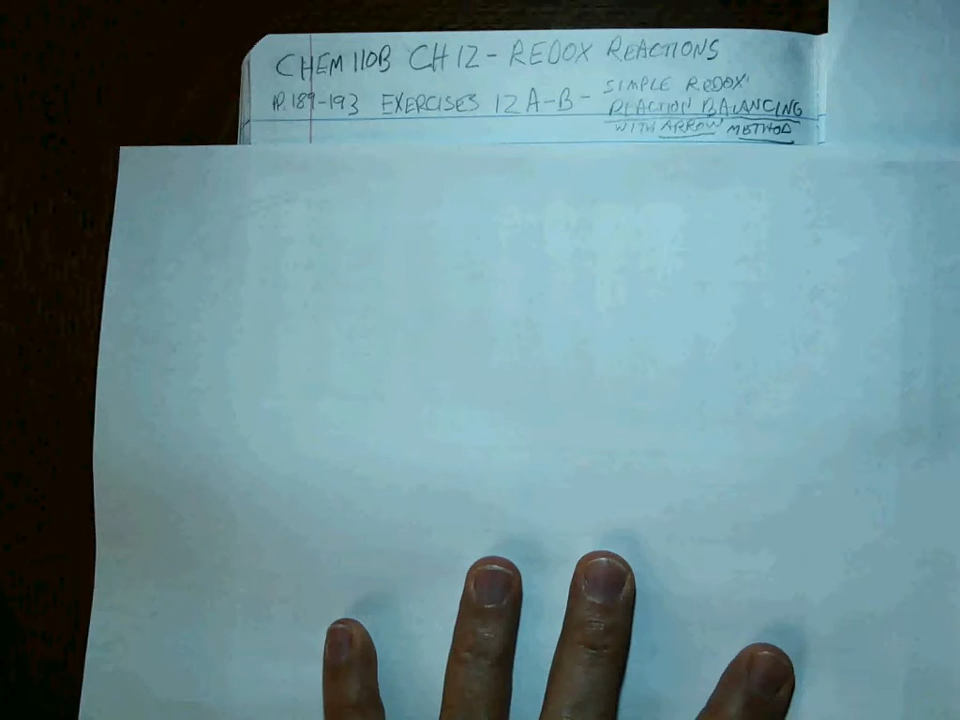 CHEM 110B CH 12 - REDOX REACTIONS
PP. 189-193 EXERCISES 12 A-B - SIMPLE REDOX
REACTION BALANCING
WITH ARROW METHOD